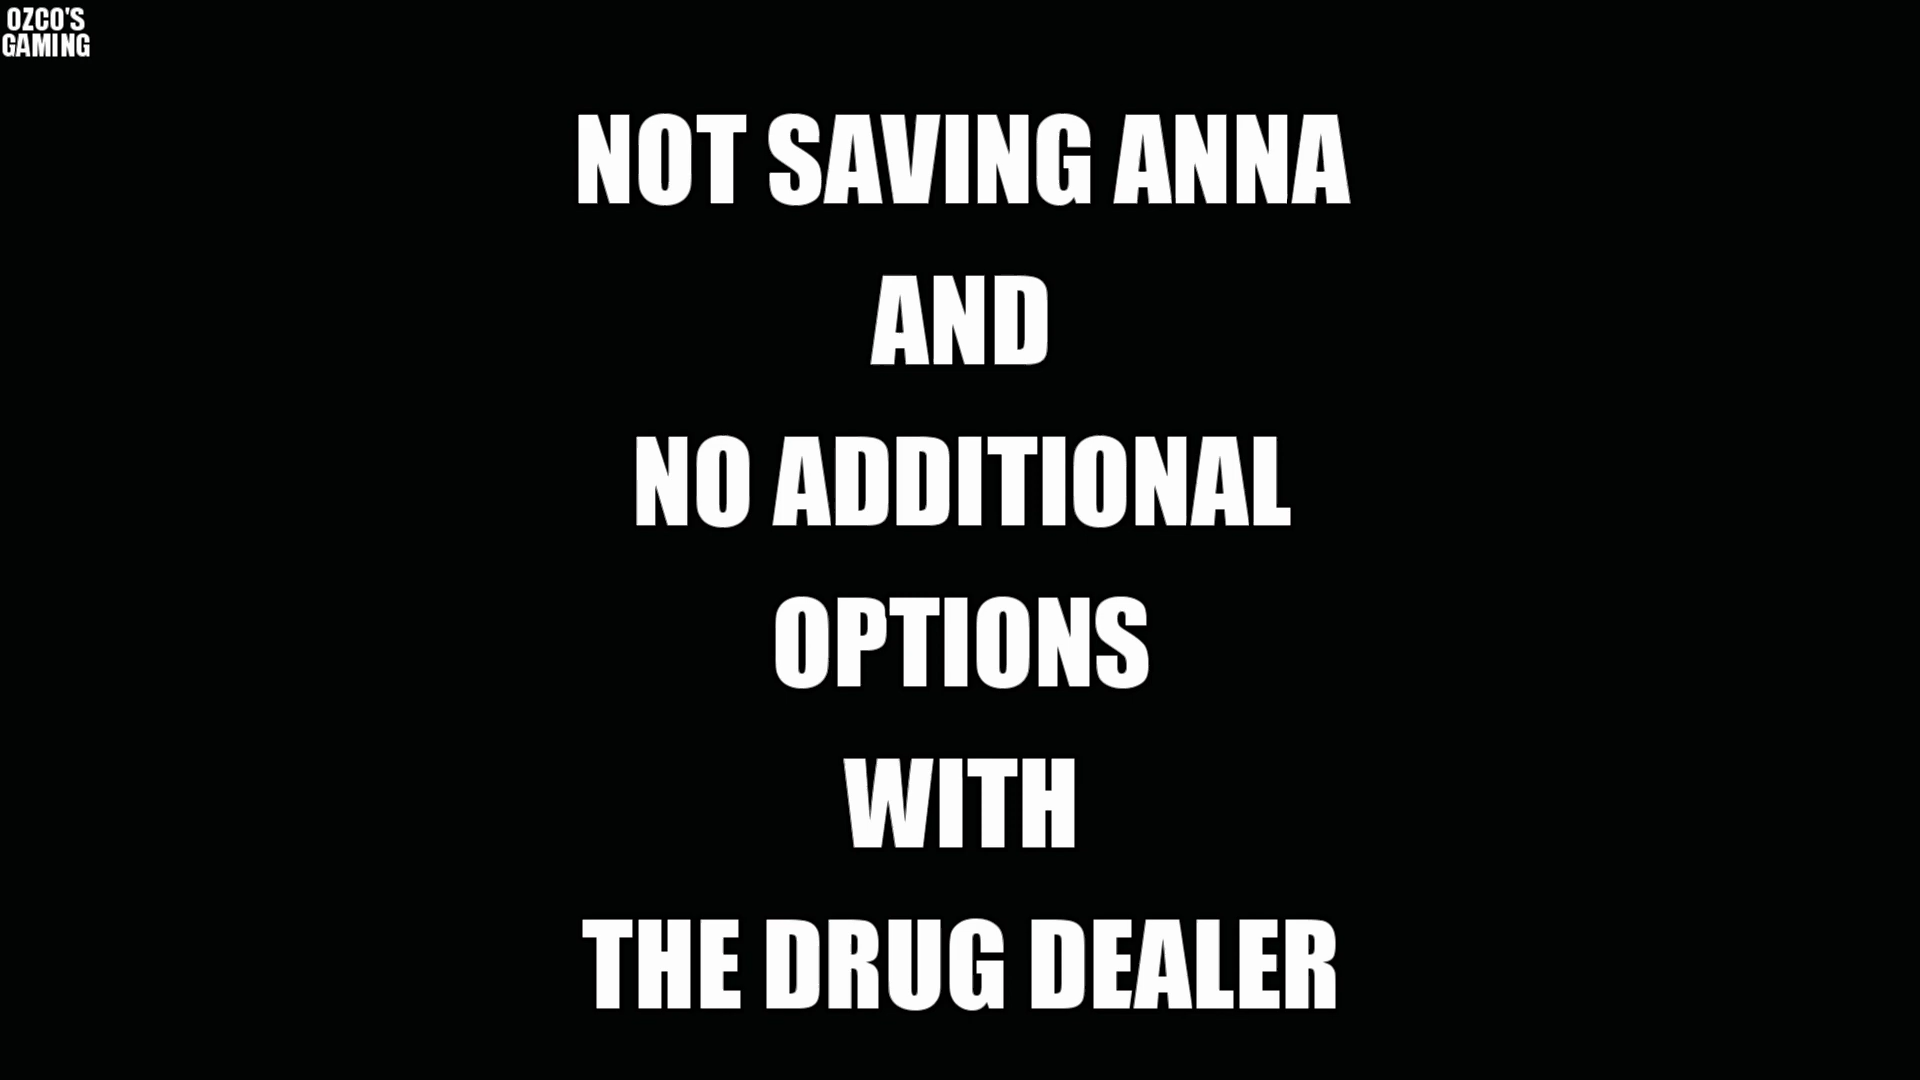 OZCO'S
GAMING
NOT SAVING ANNA
AND
NO ADDITIONAL
OPTIONS
WITH
THE DRUG DEALER